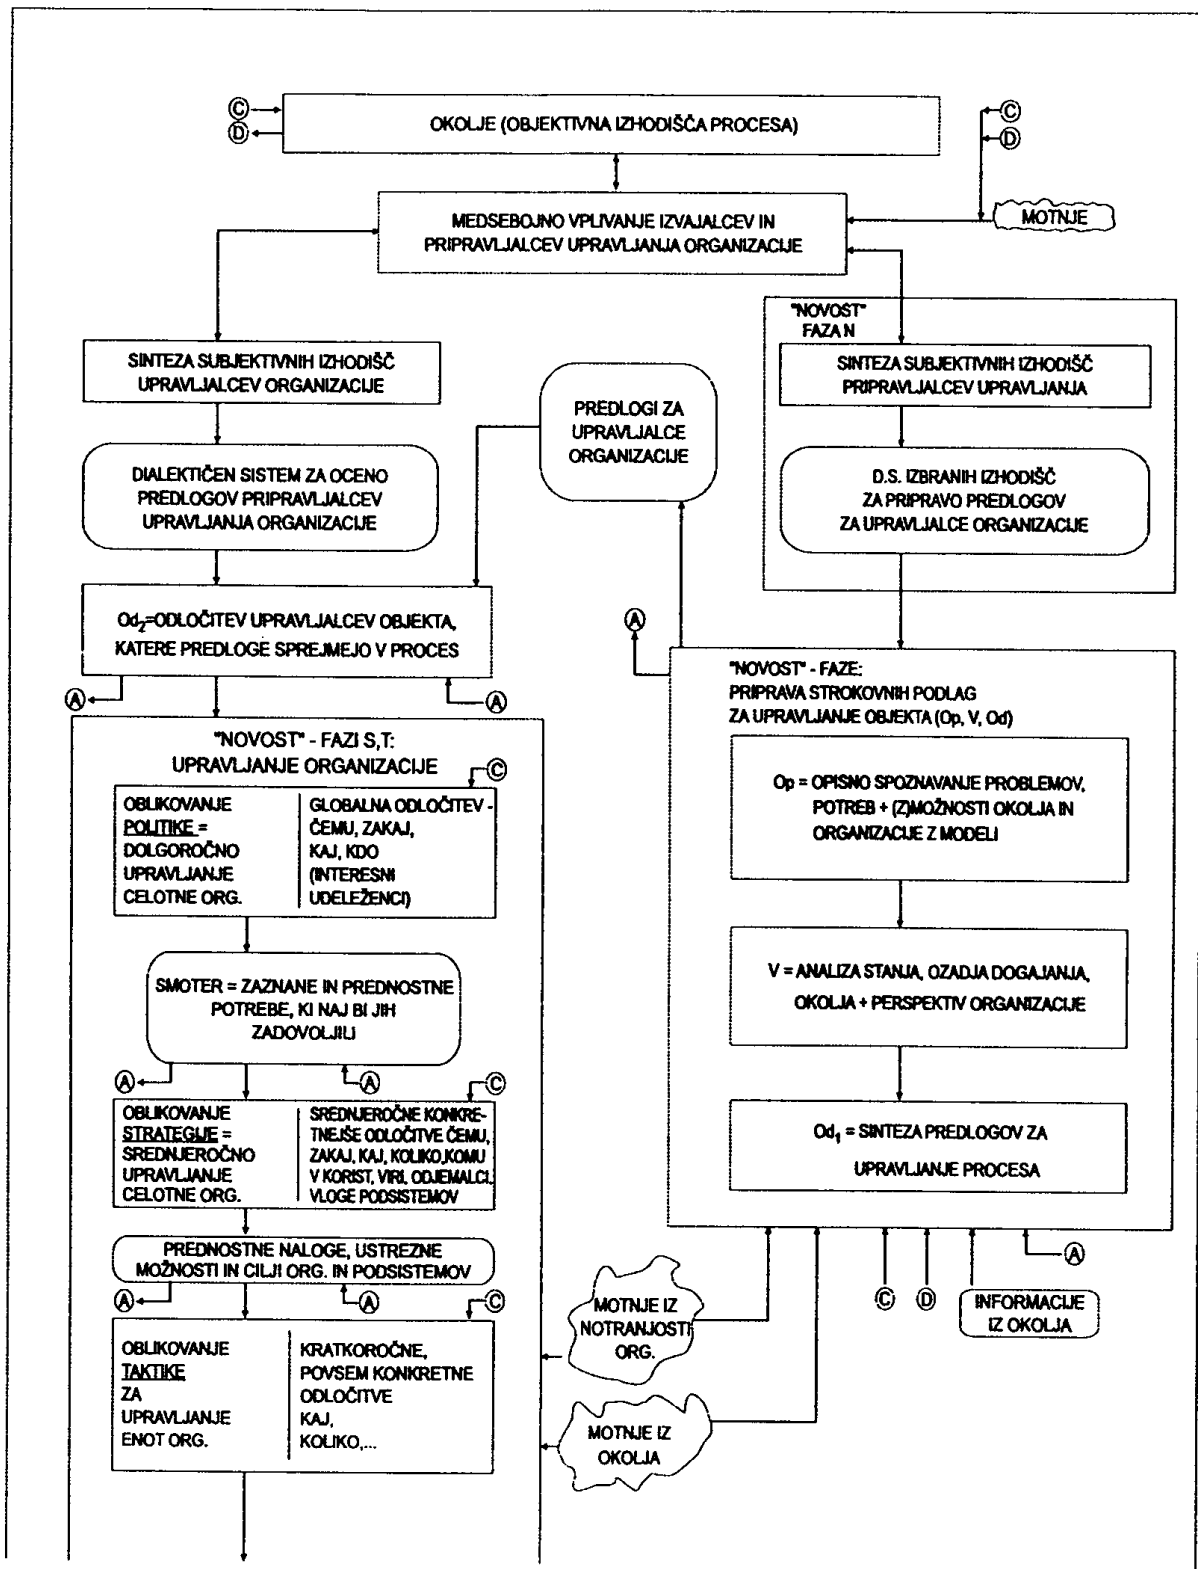 C
D
OKOLJE (OBJEKTIVNA IZHODIŠČA PROCESA)
C
D
MOTNJE
MEDSEBOJNO VPLIVANJE IZVAJALCEV IN
PRIPRAVLJALCEV UPRAVLJANJA ORGANIZACIJE
"NOVOST"
FAZA N
SINTEZA SUBJEKTIVNIH IZHODIŠČ
UPRAVLJALCEV ORGANIZACIJE
SINTEZA SUBJEKTIVNIH IZHODIŠČ
PRIPRAVLJALCEV UPRAVLJANJA
PREDLOGI ZA
UPRAVLJALCE
ORGANIZACIJE
DIALEKTIČEN SISTEM ZA OCENO
PREDLOGOV PRIPRAVLJALCEV
UPRAVLJANJA ORGANIZACIJE
D.S. IZBRANIH IZHODIŠČ
ZA PRIPRAVO PREDLOGOV
ZA UPRAVLJALCE ORGANIZACIJE
Od2=ODLOČITEV UPRAVLJALCEV OBJEKTA,
KATERE PREDLOGE SPREJMEJO V PROCES
A
A
A
"NOVOST" - FAZI S,T:
UPRAVLJANJE ORGANIZACIJE
C
OBLIKOVANJE
POLITIKE =
DOLGOROČNO
UPRAVLJANJE
CELOTNE ORG.
GLOBALNA ODLOČITEV -
ČEMU, ZAKAJ,
KAJ, KDO
(INTERESNI
UDELEŽENCI)
SMOTER = ZAZNANE IN PREDNOSTNE
POTREBE, KI NAJ BI JIH
ZADOVOLJILI
A
A
C
OBLIKOVANJE
STRATEGIJE =
SREDNJEROČNO
UPRAVLJANJE
CELOTNE ORG.
SREDNJEROČNE KONKRE-
TNEJŠE ODLOČITVE ČEMU,
ZAKAJ, KAJ, KOLIKO,KOMU
V KORIST, VIRI, ODJEMALCI,
VLOGE PODSISTEMOV
PREDNOSTNE NALOGE, USTREZNE
MOŽNOSTI IN CILJI ORG. IN PODSISTEMOV
A
A
C
OBLIKOVANJE
TAKTIKE
ZA
UPRAVLJANJE
ENOT ORG.
KRATKOROČNE,
POVSEM KONKRETNE
ODLOČITVE
KAJ,
KOLIKO,...
"NOVOST" - FAZE:
PRIPRAVA STROKOVNIH PODLAG
ZA UPRAVLJANJE OBJEKTA (Op, V, Od)
Op = OPISNO SPOZNAVANJE PROBLEMOV,
POTREB + (Z)MOŽNOSTI OKOLJA IN
ORGANIZACIJE Z MODELI
V = ANALIZA STANJA, OZADJA DOGAJANJA,
OKOLJA + PERSPEKTIV ORGANIZACIJE
Od1 = SINTEZA PREDLOGOV ZA
UPRAVLJANJE PROCESA
MOTNJE IZ
NOTRANJOSTI
ORG.
MOTNJE IZ
OKOLJA
C
D
A
INFORMACIJE
IZ OKOLJA